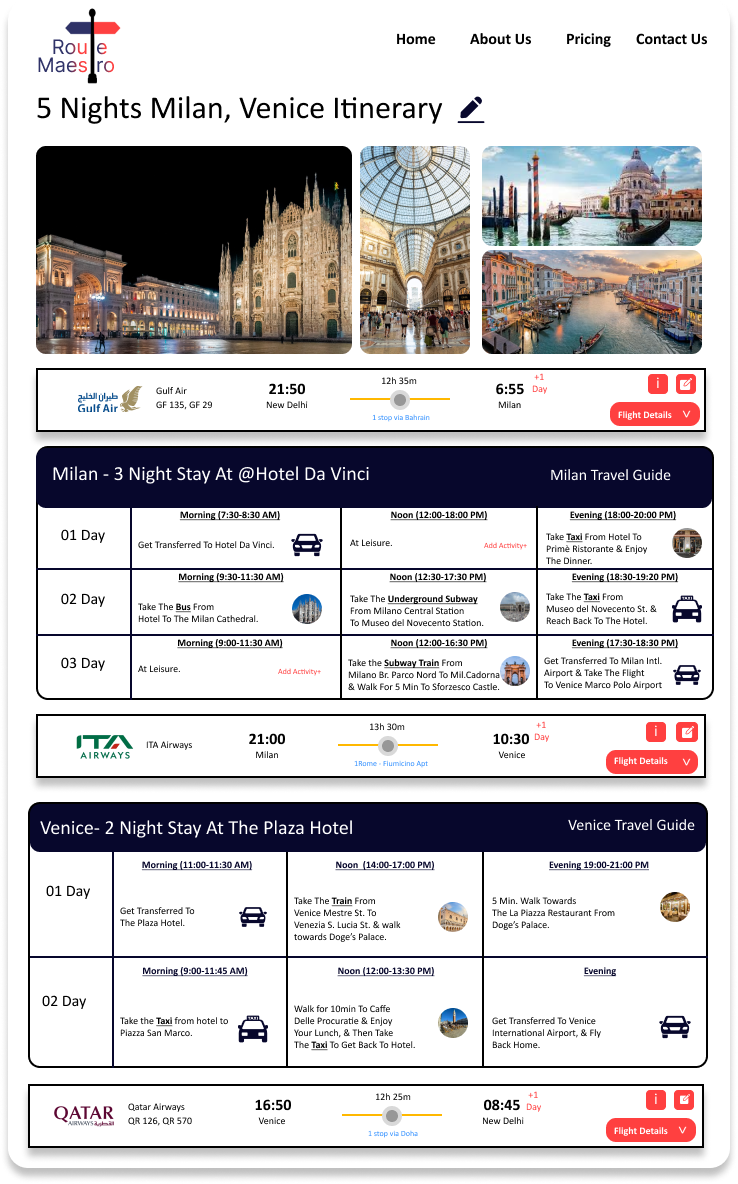 Route
Maestro
Home
About Us
Pricing
Contact Us
5 Nights Milan, Venice Itinerary
طيران الخليج
Gulf Air
Gulf Air
GF 135, GF 29
21:50
New Delhi
12h 35m
1 stop via Bahrain
6:55
Milan
+1
Day
i
Flight Details V
Milan - 3 Night Stay At @Hotel Da Vinci
Milan Travel Guide
01 Day
Morning (7:30-8:30 AM)
Get Transferred To Hotel Da Vinci.
Noon (12:00-18:00 PM)
At Leisure.
Add Activity+
Evening (18:00-20:00 PM)
Take Taxi From Hotel To
Primè Ristorante & Enjoy
The Dinner.
02 Day
Morning (9:30-11:30 AM)
Take The Bus From
Hotel To The Milan Cathedral.
Noon (12:30-17:30 PM)
Take The Underground Subway
From Milano Central Station
To Museo del Novecento Station.
Evening (18:30-19:20 PM)
Take The Taxi From
Museo del Novecento St. &
Reach Back To The Hotel.
03 Day
Morning (9:00-11:30 AM)
At Leisure.
Add Activity+
Noon (12:00-16:30 PM)
Take the Subway Train From
Milano Br. Parco Nord To Mil.Cadorna
& Walk For 5 Min To Sforzesco Castle.
Evening (17:30-18:30 PM)
Get Transferred To Milan Intl.
Airport & Take The Flight
To Venice Marco Polo Airport
ITA
AIRWAYS
ITA Airways
21:00
Milan
13h 30m
1Rome - Fiumicino Apt
10:30
Venice
+1
Day
i
Flight Details V
Venice- 2 Night Stay At The Plaza Hotel
Venice Travel Guide
01 Day
Morning (11:00-11:30 AM)
Get Transferred To
The Plaza Hotel.
Noon (14:00-17:00 PM)
Take The Train From
Venice Mestre St. To
Venezia S. Lucia St. & walk
towards Doge's Palace.
Evening 19:00-21:00 PM
5 Min. Walk Towards
The La Piazza Restaurant From
Doge's Palace.
02 Day
Morning (9:00-11:45 AM)
Take the Taxi from hotel to
Piazza San Marco.
Noon (12:00-13:30 PM)
Walk for 10min To Caffe
Delle Procuratie & Enjoy
Your Lunch, & Then Take
The Taxi To Get Back To Hotel.
Evening
Get Transferred To Venice
International Airport, & Fly
Back Home.
QATAR
AIRWAYS القطرية
Qatar Airways
QR 126, QR 570
16:50
Venice
12h 25m
1 stop via Doha
08:45
New Delhi
+1
Day
i
Flight Details V